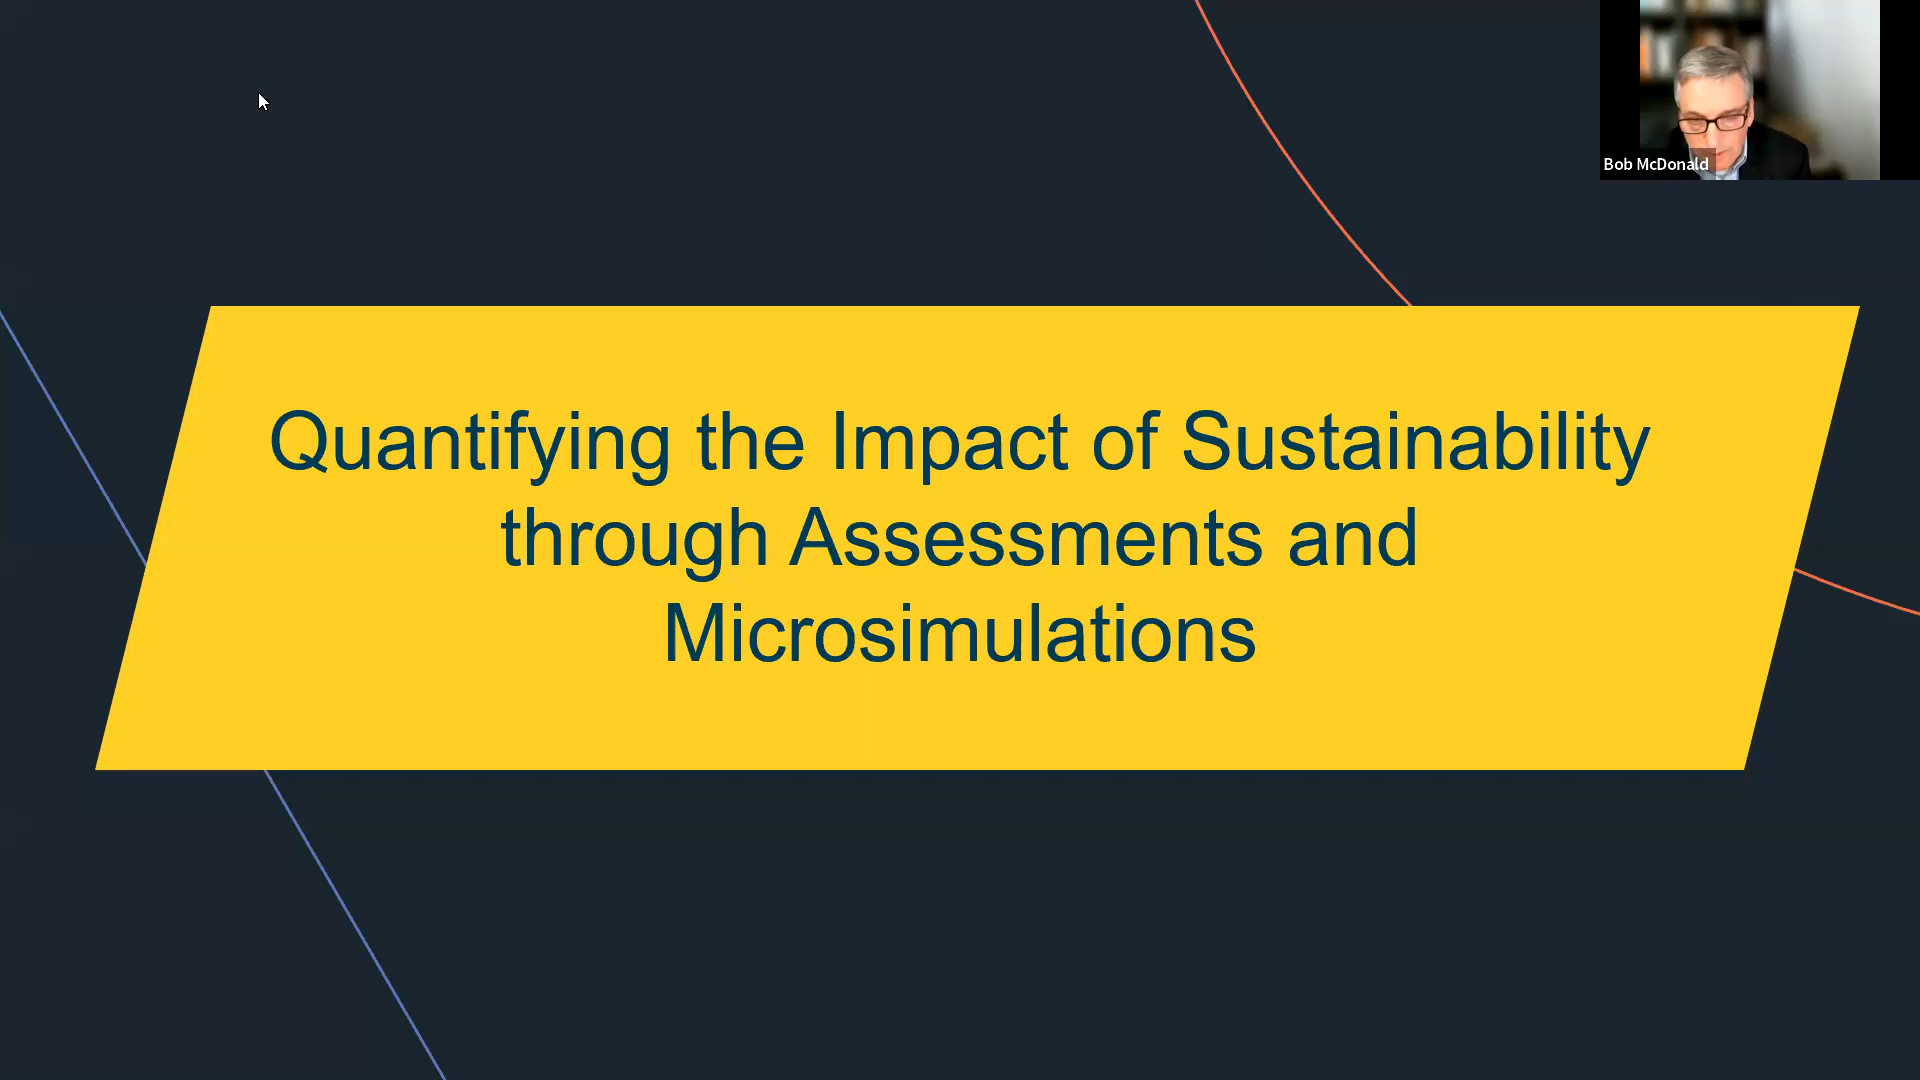 Bob McDonald
Quantifying the Impact of Sustainability
through Assessments and
Microsimulations